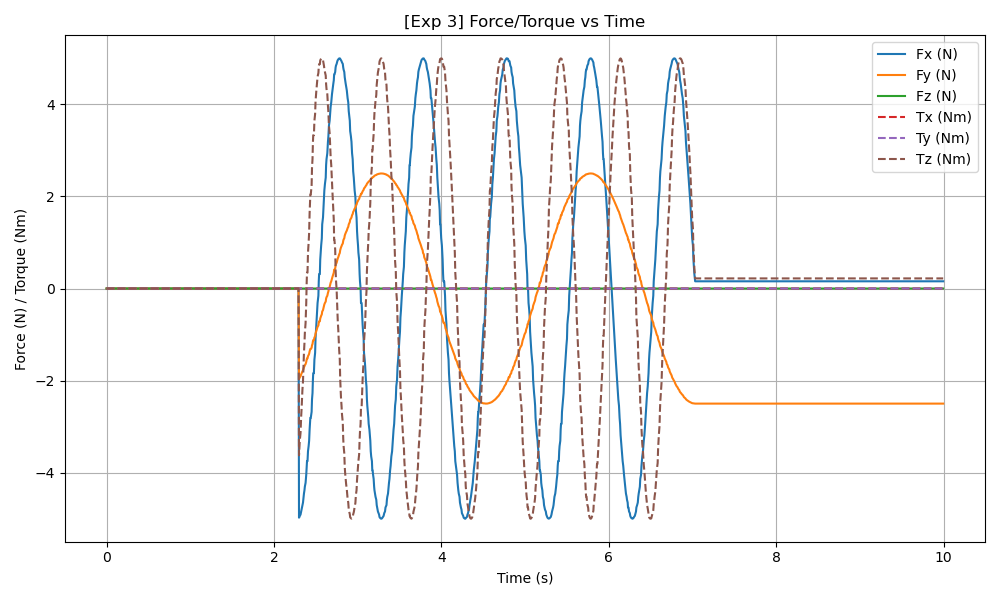 [Exp 3] Force/Torque vs Time
Fx (N)
Fy (N)
Fz (N)
Tx (Nm)
Ty (Nm)
Tz (Nm)
Force (N) / Torque (Nm)
4
2
0
−2
−4
0 2 4 6 8 10
Time (s)